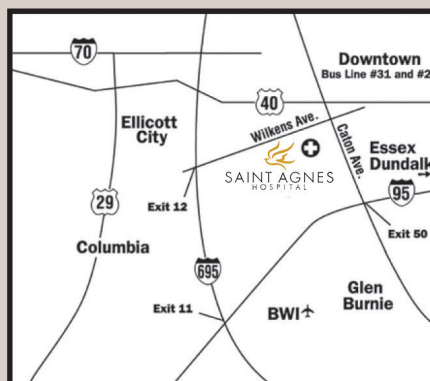 70
Downtown
Bus Line #31 and #2
40
Wilkens Ave.
Ellicott
City
Caton Ave.
Essex
Dundalk
SAINT AGNES
HOSPITAL
95
29
Exit 12
Exit 50
Columbia
695
Glen
Burnie
Exit 11
BWI